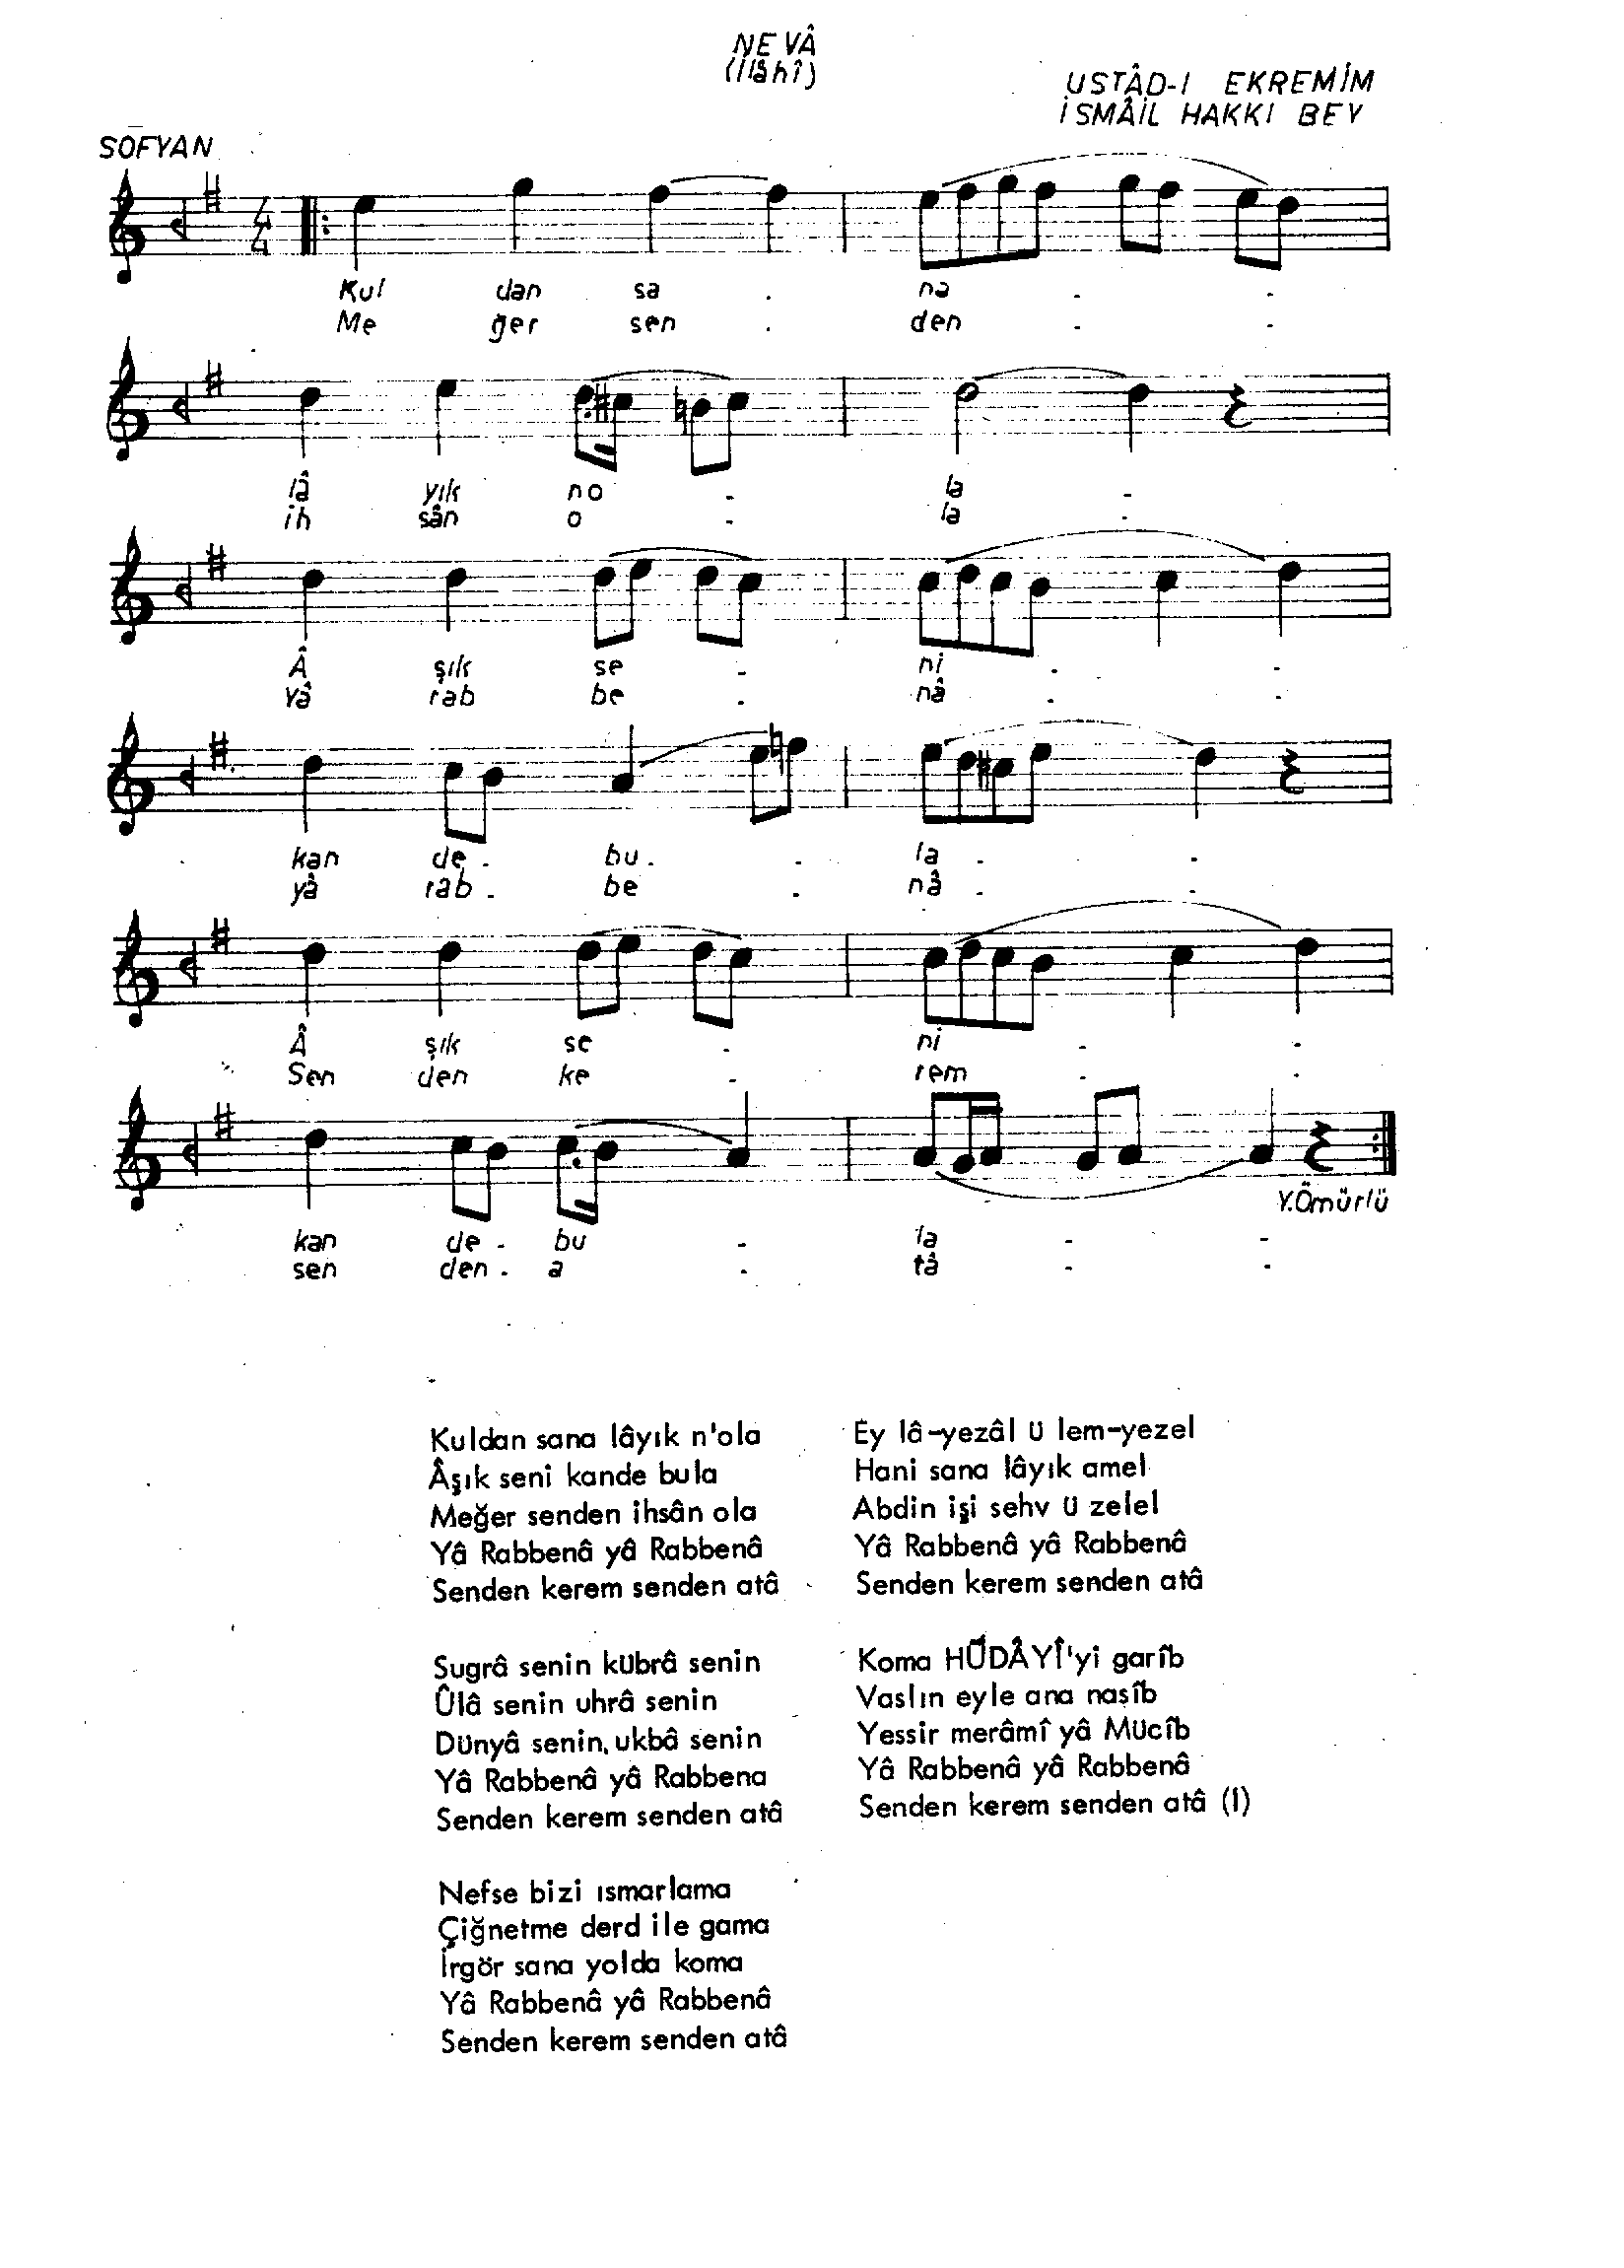 NEVÂ
(İlâhî)
USTÂD-I EKREMİM
İSMÂİL HAKKI BEY
SOFYAN
4
4
Kul dan sa . na - -
Me ğer sen . den - -
lâ yık no - la -
ih sân o - la -
 şık se - ni . -
Yâ rab be . nâ . .
kan de . bu . - la - -
yâ rab . be - nâ - -
 şık se - ni - -
Sen den ke - rem - -
kan de - bu - la - -
sen den . a - tâ - -
Y.Ömürlü
Kuldan sana lâyık n'ola
Âşık seni kande bula
Meğer senden ihsân ola
Yâ Rabbenâ yâ Rabbenâ
Senden kerem senden atâ
Sugrâ senin kübrâ senin
Ûlâ senin uhrâ senin
Dünyâ senin, ukbâ senin
Yâ Rabbenâ yâ Rabbena
Senden kerem senden atâ
Nefse bizi ısmarlama
Çiğnetme derd ile gama
İrgör sana yolda koma
Yâ Rabbenâ yâ Rabbenâ
Senden kerem senden atâ
Ey lâ-yezâl ü lem-yezel
Hani sana lâyık amel
Abdin işi sehv ü zelel
Yâ Rabbenâ yâ Rabbenâ
Senden kerem senden atâ
Koma HÜDÂYÎ'yi garîb
Vaslın eyle ana nasîb
Yessir merâmî yâ Mücîb
Yâ Rabbenâ yâ Rabbenâ
Senden kerem senden atâ (1)